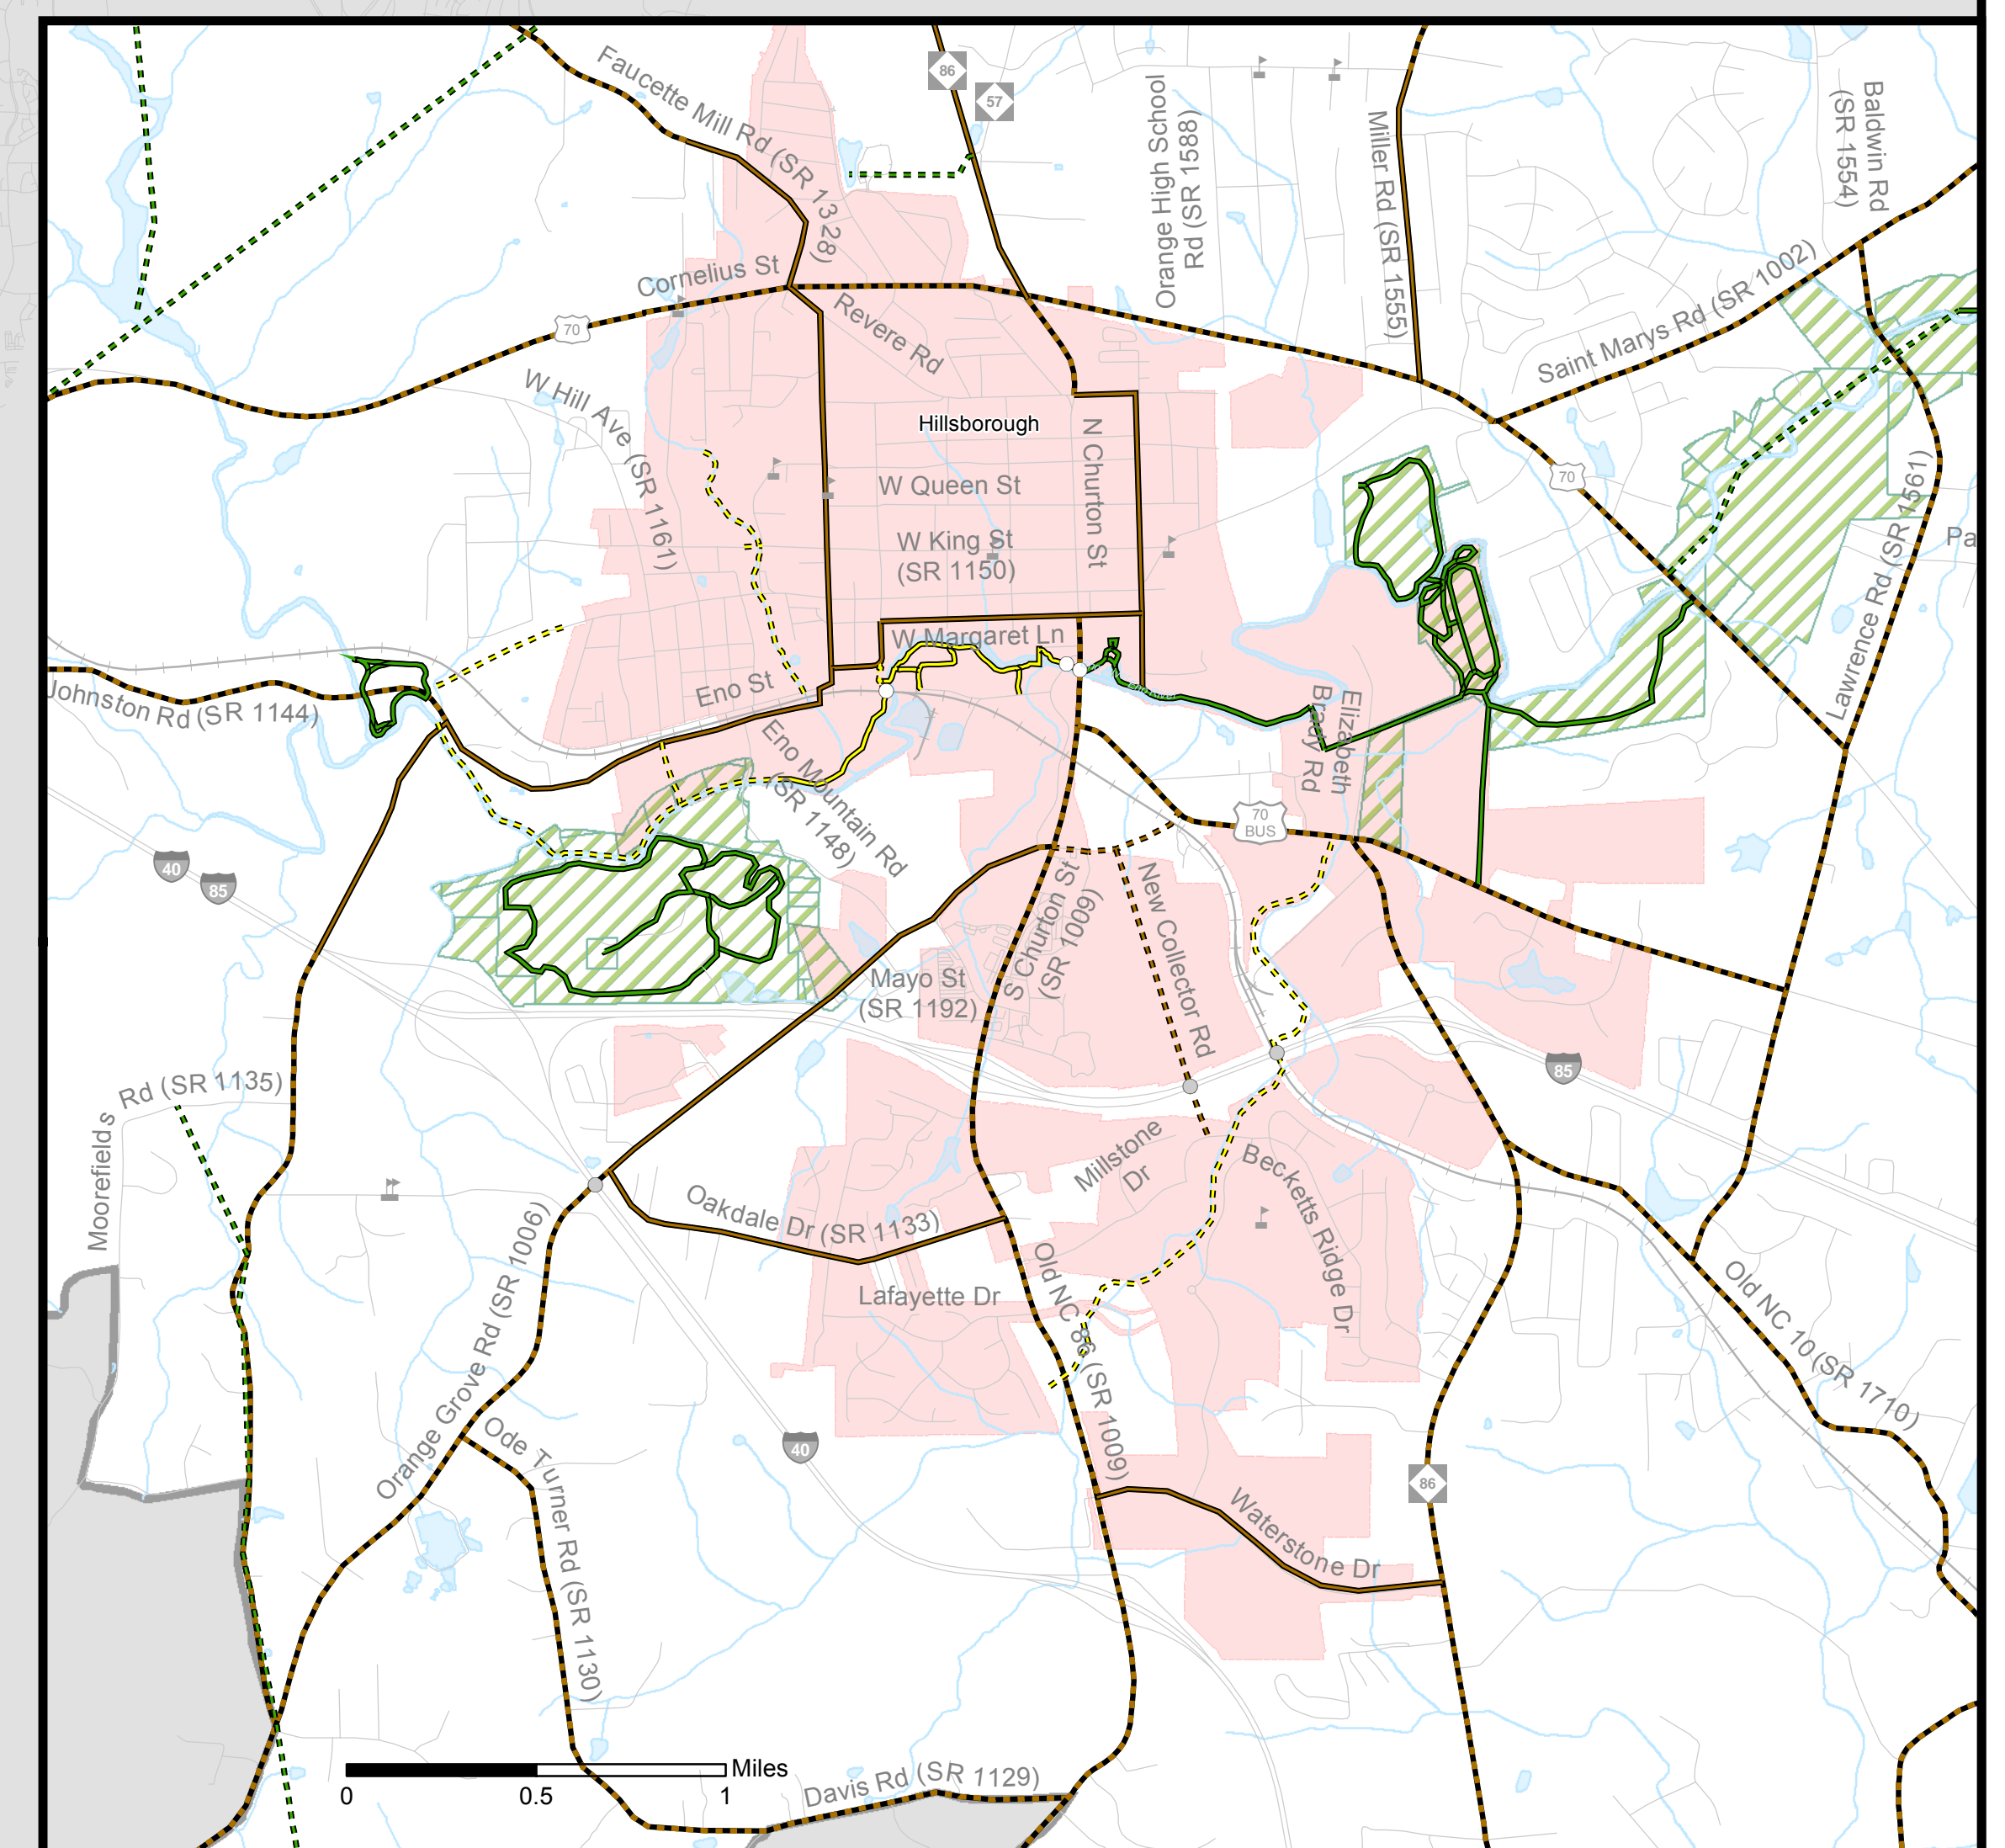 86
57
Faucette Mill Rd (SR 1328)
Orange High School
Rd (SR 1588)
Miller Rd (SR 1555)
Baldwin Rd
(SR 1554)
Cornelius St
70
Revere Rd
Saint Marys Rd (SR 1002)
W Hill Ave (SR 1161)
Hillsborough
N Churton St
W Queen St
70
W King St
(SR 1150)
Lawrence Rd (SR 1561)
Pa
W Margaret Ln
Eno St
Johnston Rd (SR 1144)
Elizabeth
Brady Rd
Eno Mountain Rd
(SR 1148)
70
BUS
40
85
S Churton St
(SR 1009)
New Collector Rd
Mayo St
(SR 1192)
85
Moorefields Rd (SR 1135)
Millstone
Dr
Becketts Ridge Dr
Oakdale Dr (SR 1133)
Orange Grove Rd (SR 1006)
Old NC 86 (SR 1009)
Lafayette Dr
Old NC 10 (SR 1710)
Ode Turner Rd (SR 1130)
40
86
Waterstone Dr
Miles
0 0.5 1
Davis Rd (SR 1129)